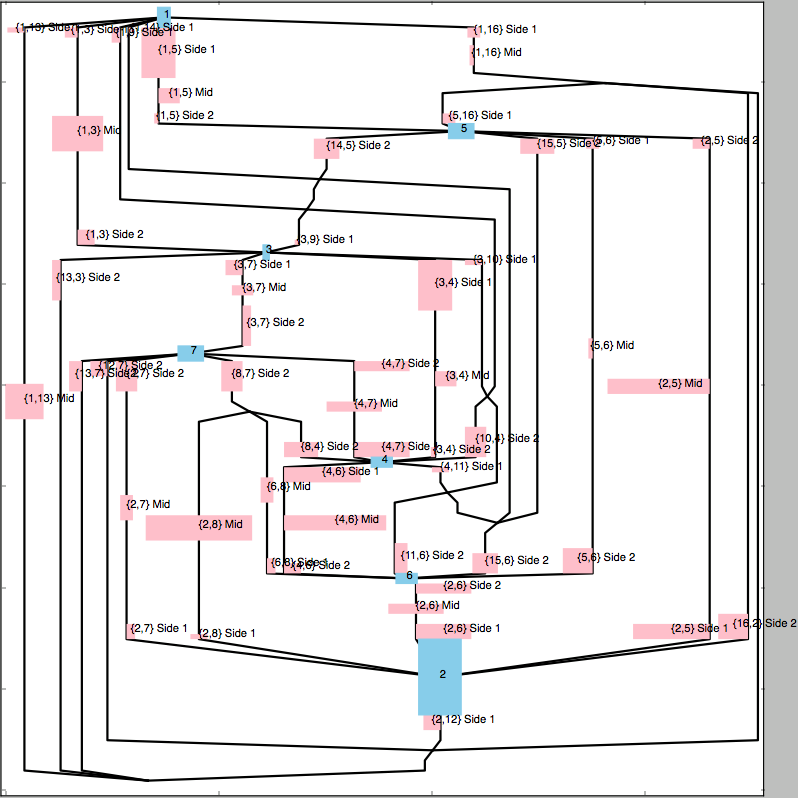 1
{1,13} Side
{1,3} Side 1
{1,16} Side 1
{1,5} Side 1
{1,16} Mid
{1,5} Mid
{1,5} Side 2
{5,16} Side 1
5
{1,3} Mid
{14,5} Side 2
{15,5} Side 2
{5,6} Side 1
{2,5} Side 2
{1,3} Side 2
{3,9} Side 1
3
{13,3} Side 2
{3,7} Side 1
{3,10} Side 1
{3,7} Mid
{3,4} Side 1
{3,7} Side 2
{5,6} Mid
7
{12,7} Side 2
{13,7} Side 2
{2,7} Side 2
{8,7} Side 2
{4,7} Side 2
{3,4} Mid
{2,5} Mid
{1,13} Mid
{4,7} Mid
{8,4} Side 2
{4,7} Side
{3,4} Side 2
{10,4} Side 2
4
{4,6} Side 1
{4,11} Side 1
{6,8} Mid
{2,7} Mid
{2,8} Mid
{4,6} Mid
{6,8} Side 1
{4,6} Side 2
{11,6} Side 2
{15,6} Side 2
{5,6} Side 2
6
{2,6} Side 2
{2,6} Mid
{2,7} Side 1
{2,8} Side 1
{2,6} Side 1
{2,5} Side 1
{16,2} Side 2
2
{2,12} Side 1